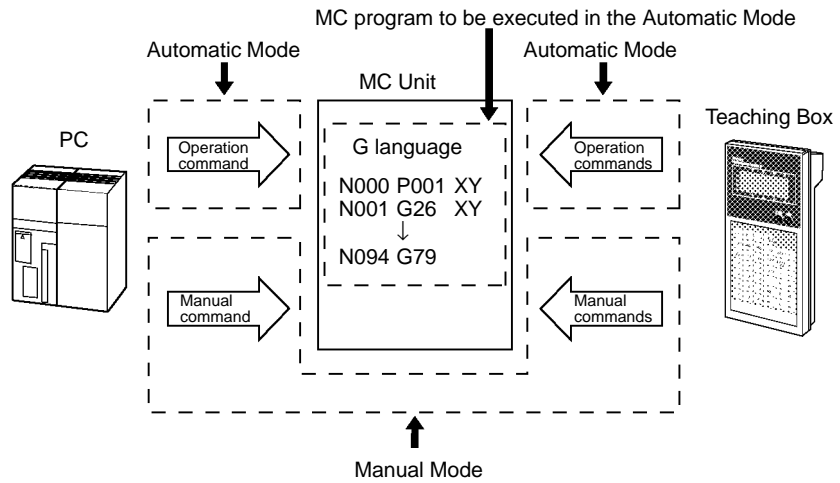 MC program to be executed in the Automatic Mode
Automatic Mode
Automatic Mode
MC Unit
Teaching Box
PC
Operation
command
G language
Operation
commands
N000 P001 XY
N001 G26 XY
↓
N094 G79
Manual
command
Manual
commands
Manual Mode